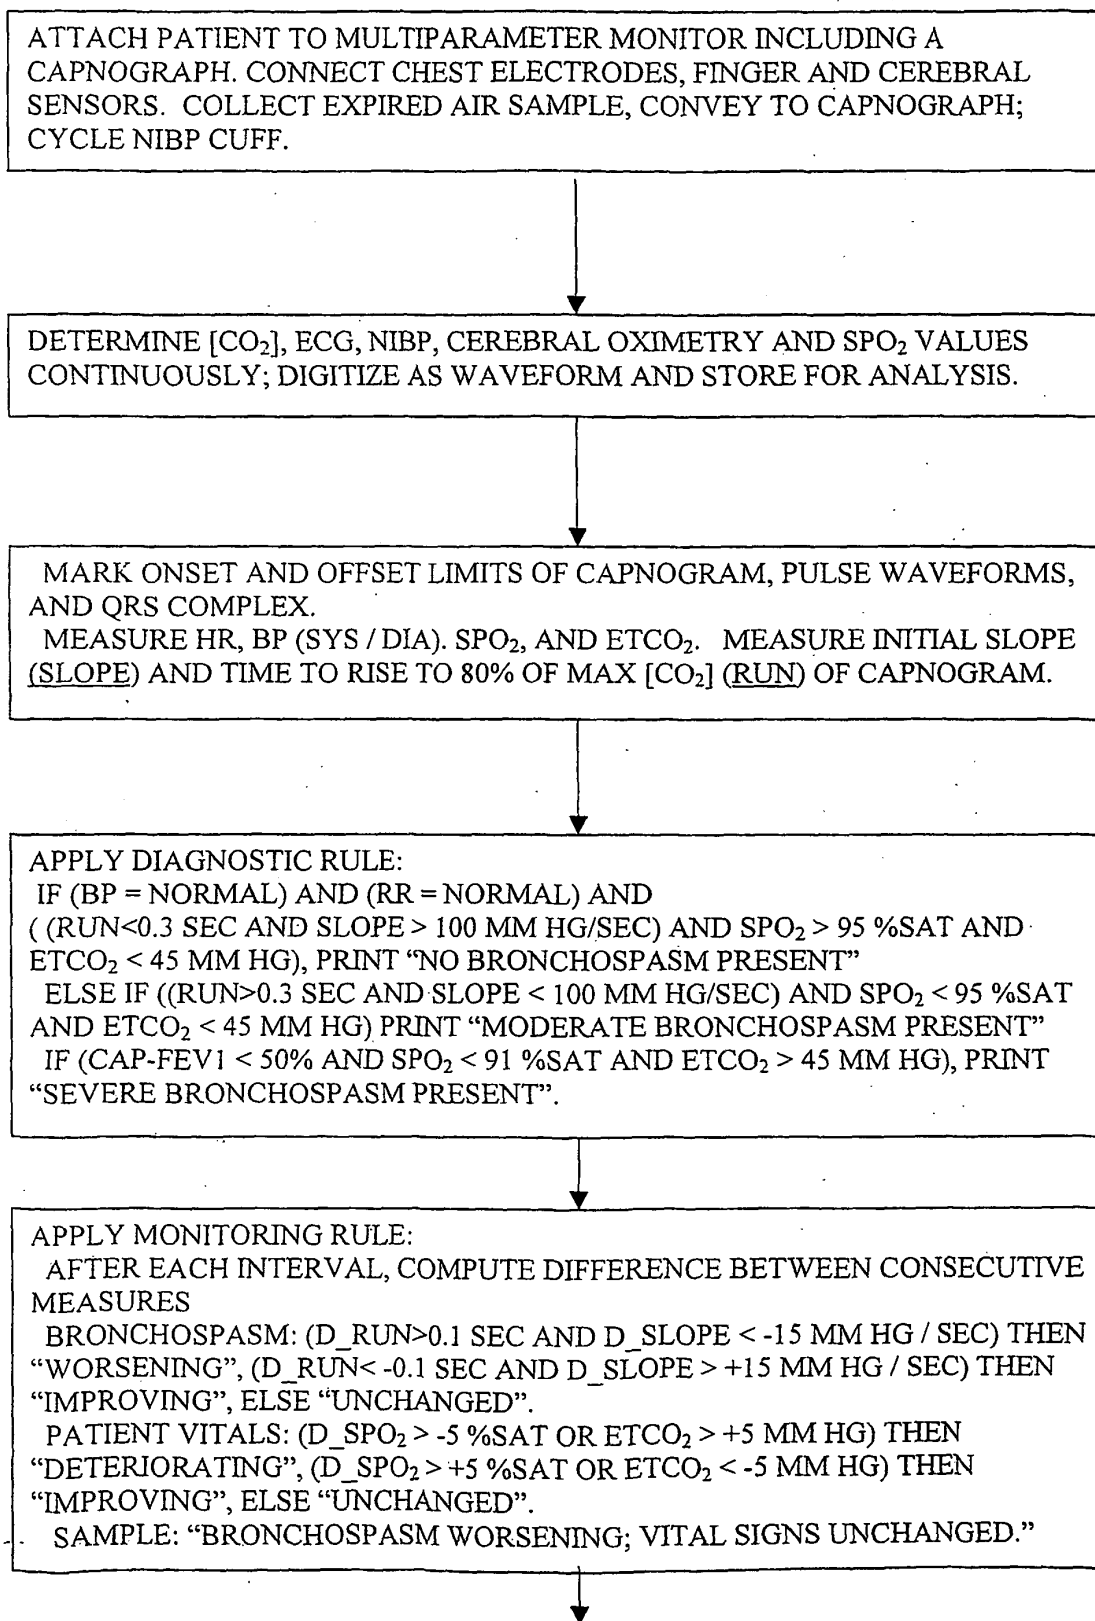 ATTACH PATIENT TO MULTIPARAMETER MONITOR INCLUDING A
CAPNOGRAPH. CONNECT CHEST ELECTRODES, FINGER AND CEREBRAL
SENSORS. COLLECT EXPIRED AIR SAMPLE, CONVEY TO CAPNOGRAPH;
CYCLE NIBP CUFF.
DETERMINE [CO₂], ECG, NIBP, CEREBRAL OXIMETRY AND SPO₂ VALUES
CONTINUOUSLY; DIGITIZE AS WAVEFORM AND STORE FOR ANALYSIS.
MARK ONSET AND OFFSET LIMITS OF CAPNOGRAM, PULSE WAVEFORMS,
AND QRS COMPLEX.
MEASURE HR, BP (SYS / DIA). SPO₂, AND ETCO₂. MEASURE INITIAL SLOPE
(SLOPE) AND TIME TO RISE TO 80% OF MAX [CO₂] (RUN) OF CAPNOGRAM.
APPLY DIAGNOSTIC RULE:
IF (BP = NORMAL) AND (RR = NORMAL) AND
( (RUN<0.3 SEC AND SLOPE > 100 MM HG/SEC) AND SPO₂ > 95 %SAT AND
ETCO₂ < 45 MM HG), PRINT “NO BRONCHOSPASM PRESENT”
ELSE IF ((RUN>0.3 SEC AND SLOPE < 100 MM HG/SEC) AND SPO₂ < 95 %SAT
AND ETCO₂ < 45 MM HG) PRINT “MODERATE BRONCHOSPASM PRESENT”
IF (CAP-FEV1 < 50% AND SPO₂ < 91 %SAT AND ETCO₂ > 45 MM HG), PRINT
“SEVERE BRONCHOSPASM PRESENT”.
APPLY MONITORING RULE:
AFTER EACH INTERVAL, COMPUTE DIFFERENCE BETWEEN CONSECUTIVE
MEASURES
BRONCHOSPASM: (D_RUN>0.1 SEC AND D_SLOPE < -15 MM HG / SEC) THEN
“WORSENING”, (D_RUN< -0.1 SEC AND D_SLOPE > +15 MM HG / SEC) THEN
“IMPROVING”, ELSE “UNCHANGED”.
PATIENT VITALS: (D_SPO₂ > -5 %SAT OR ETCO₂ > +5 MM HG) THEN
“DETERIORATING”, (D_SPO₂ > +5 %SAT OR ETCO₂ < -5 MM HG) THEN
“IMPROVING”, ELSE “UNCHANGED”.
SAMPLE: “BRONCHOSPASM WORSENING; VITAL SIGNS UNCHANGED.”